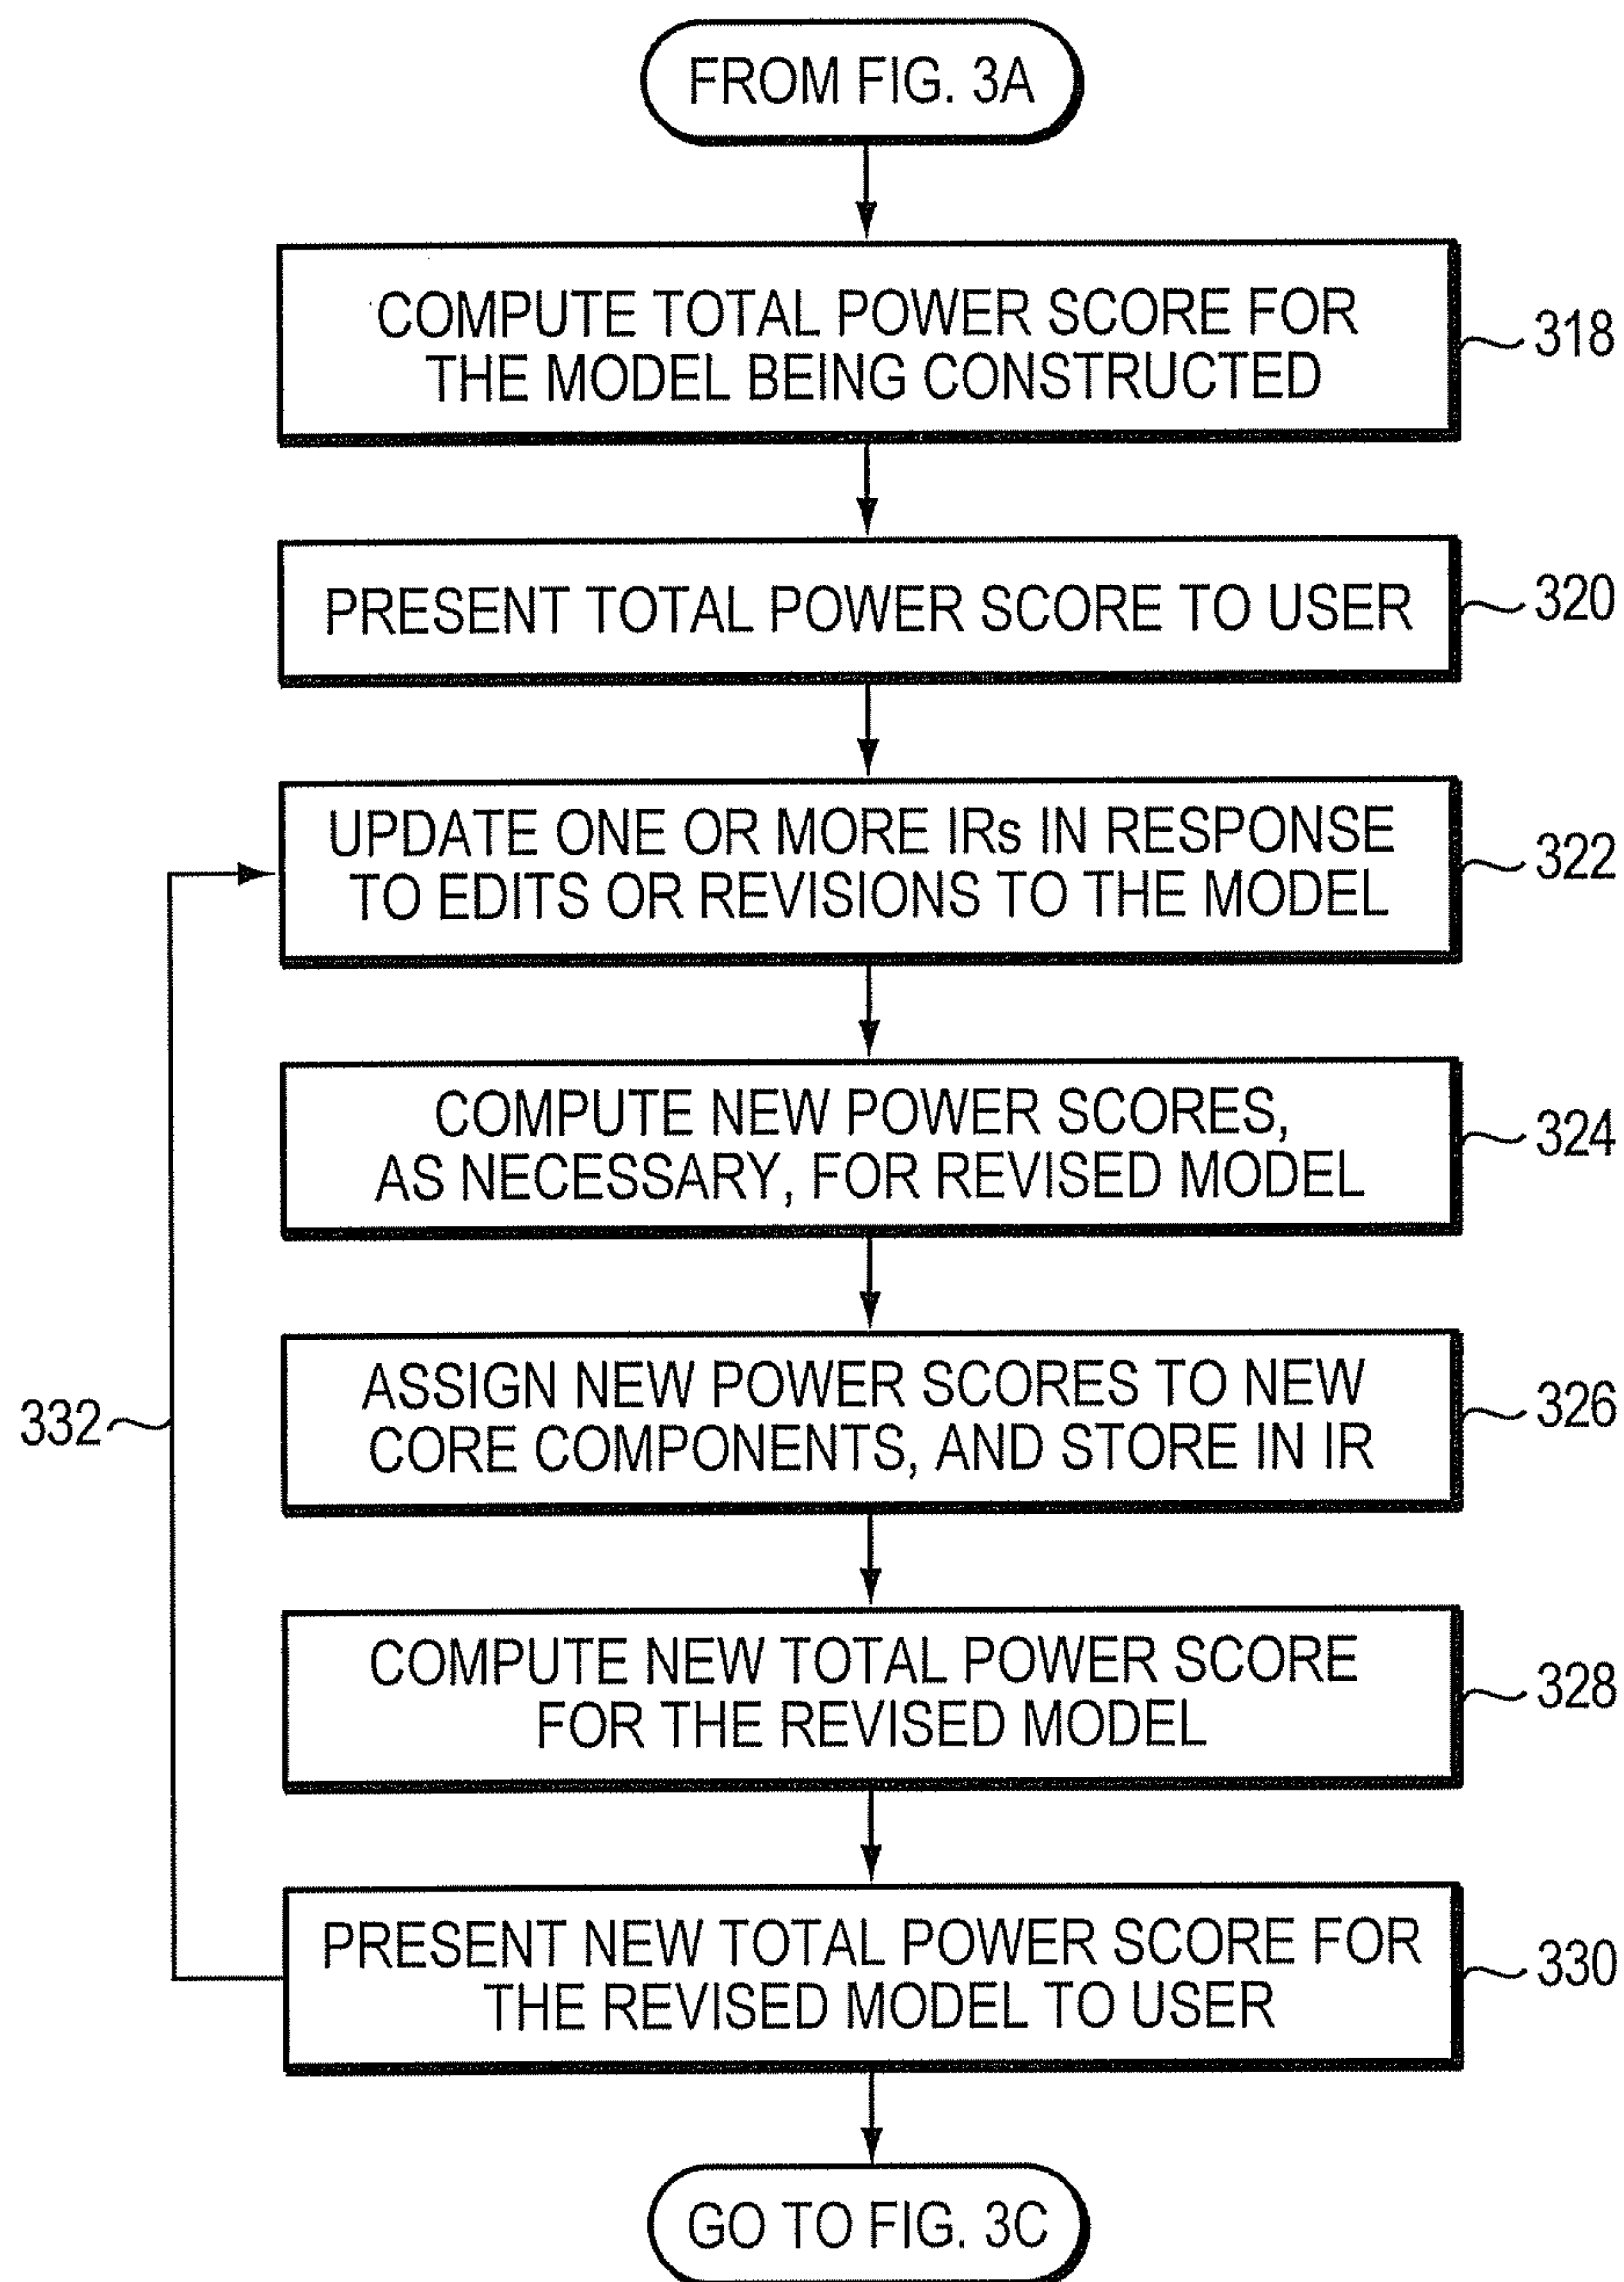 FROM FIG. 3A
COMPUTE TOTAL POWER SCORE FOR
THE MODEL BEING CONSTRUCTED
318
PRESENT TOTAL POWER SCORE TO USER
320
UPDATE ONE OR MORE IRs IN RESPONSE
TO EDITS OR REVISIONS TO THE MODEL
322
COMPUTE NEW POWER SCORES,
AS NECESSARY, FOR REVISED MODEL
324
ASSIGN NEW POWER SCORES TO NEW
CORE COMPONENTS, AND STORE IN IR
326
332
COMPUTE NEW TOTAL POWER SCORE
FOR THE REVISED MODEL
328
PRESENT NEW TOTAL POWER SCORE FOR
THE REVISED MODEL TO USER
330
GO TO FIG. 3C